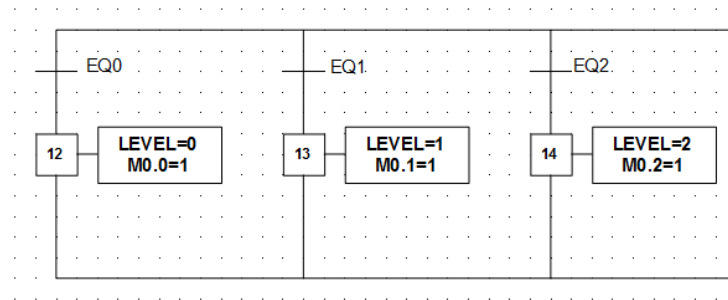 EQ0
EQ1
EQ2
12
LEVEL=0
M0.0=1
13
LEVEL=1
M0.1=1
14
LEVEL=2
M0.2=1